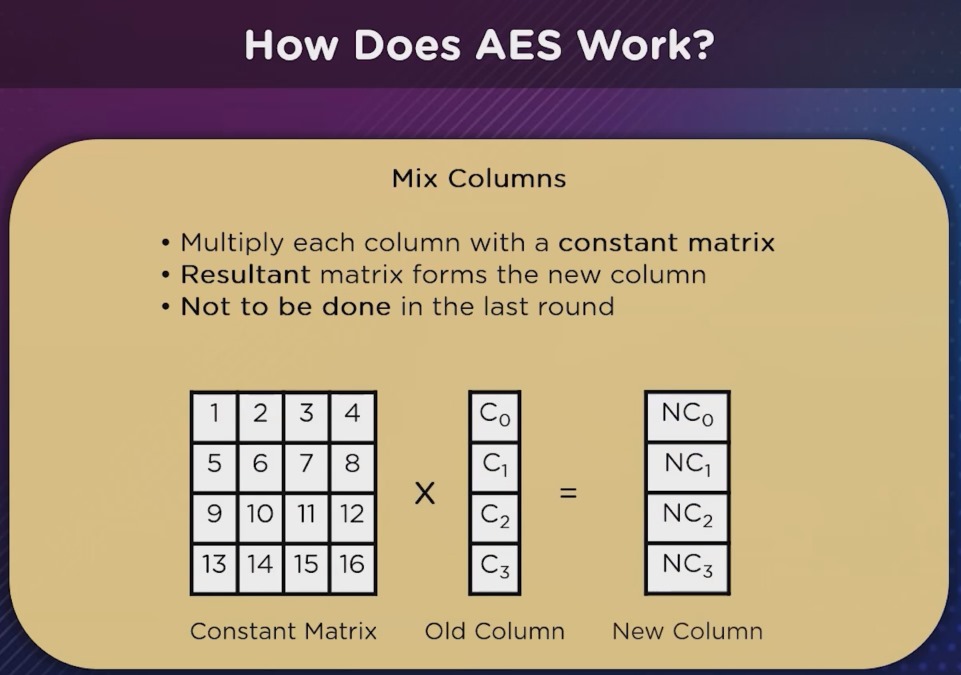 How Does AES Work?
Mix Columns
• Multiply each column with a constant matrix
• Resultant matrix forms the new column
• Not to be done in the last round
1 2 3 4
5 6 7 8
9 10 11 12
13 14 15 16
X
C₀
C₁
C₂
C₃
=
NC₀
NC₁
NC₂
NC₃
Constant Matrix
Old Column
New Column